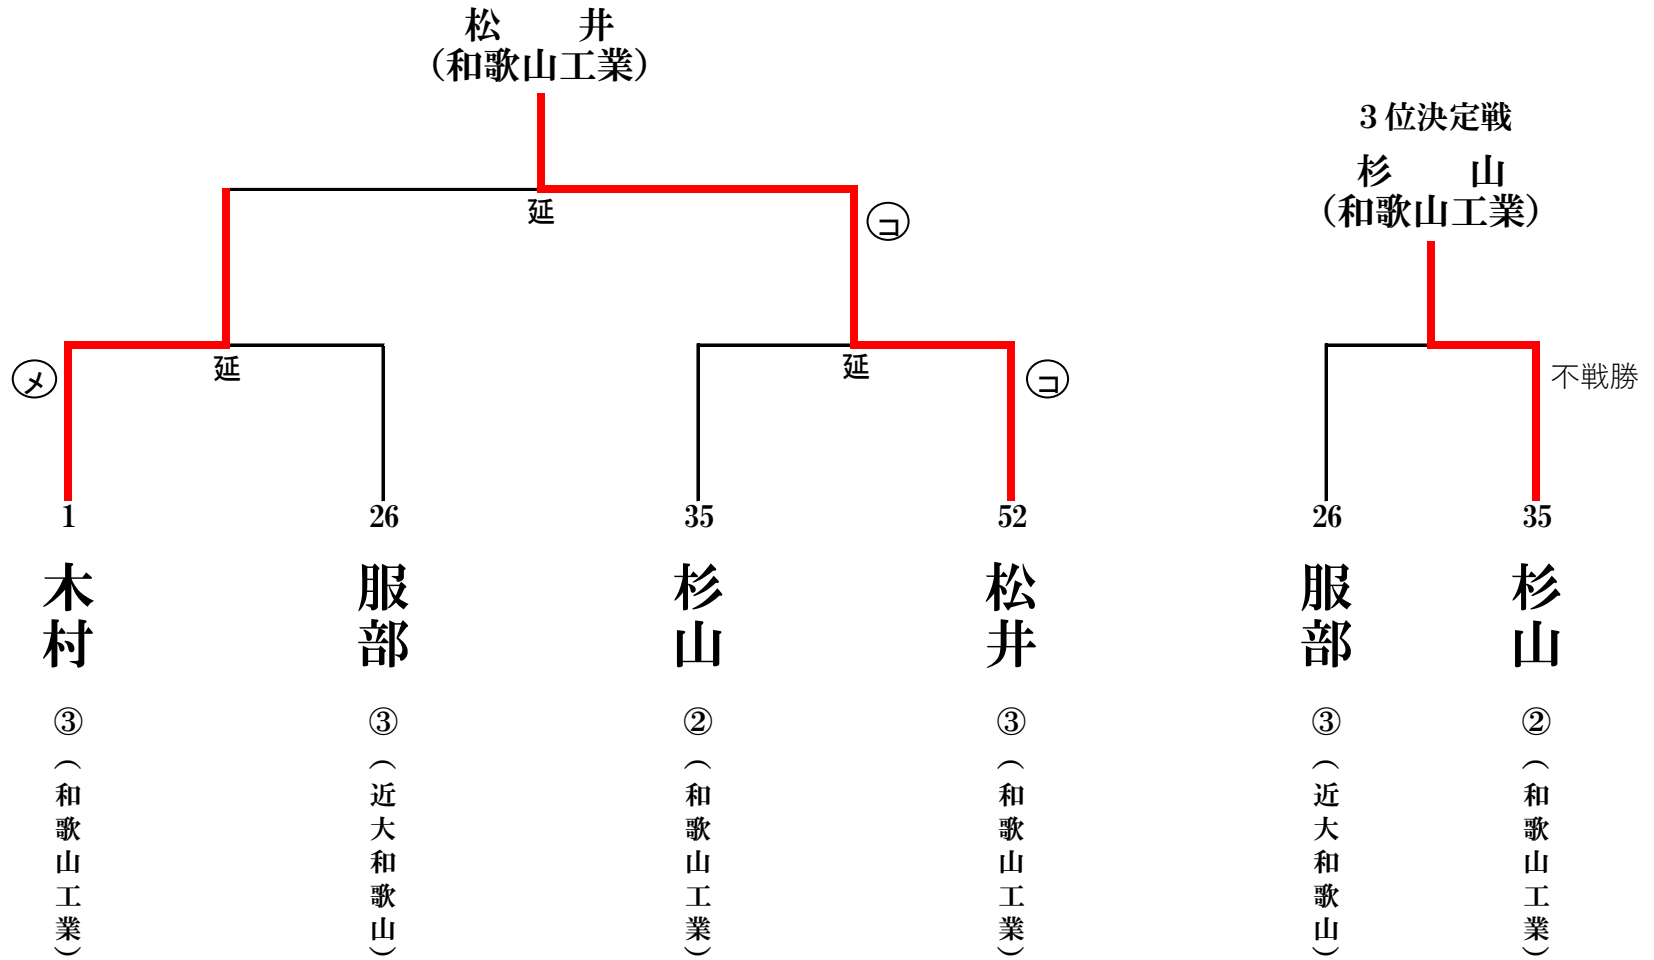 松　井
（和歌山工業）
延
コ
メ
延
延
コ
1
26
35
52
木村
服部
杉山
松井
③
③
②
③
（和歌山工業）
（近大和歌山）
（和歌山工業）
（和歌山工業）
３位決定戦
杉　山
（和歌山工業）
不戦勝
26
35
服部
杉山
③
②
（近大和歌山）
（和歌山工業）